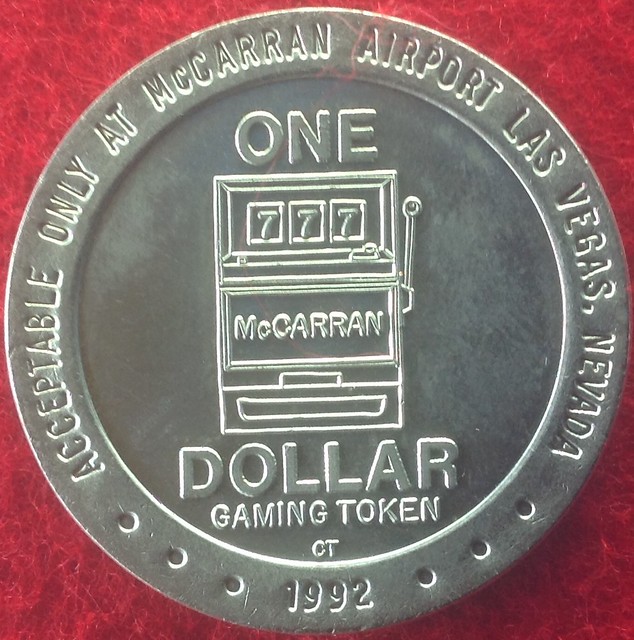 ACCEPTABLE ONLY AT McCARRAN AIRPORT LAS VEGAS, NEVADA
ONE
777
McCARRAN
DOLLAR
GAMING TOKEN
CT
1992